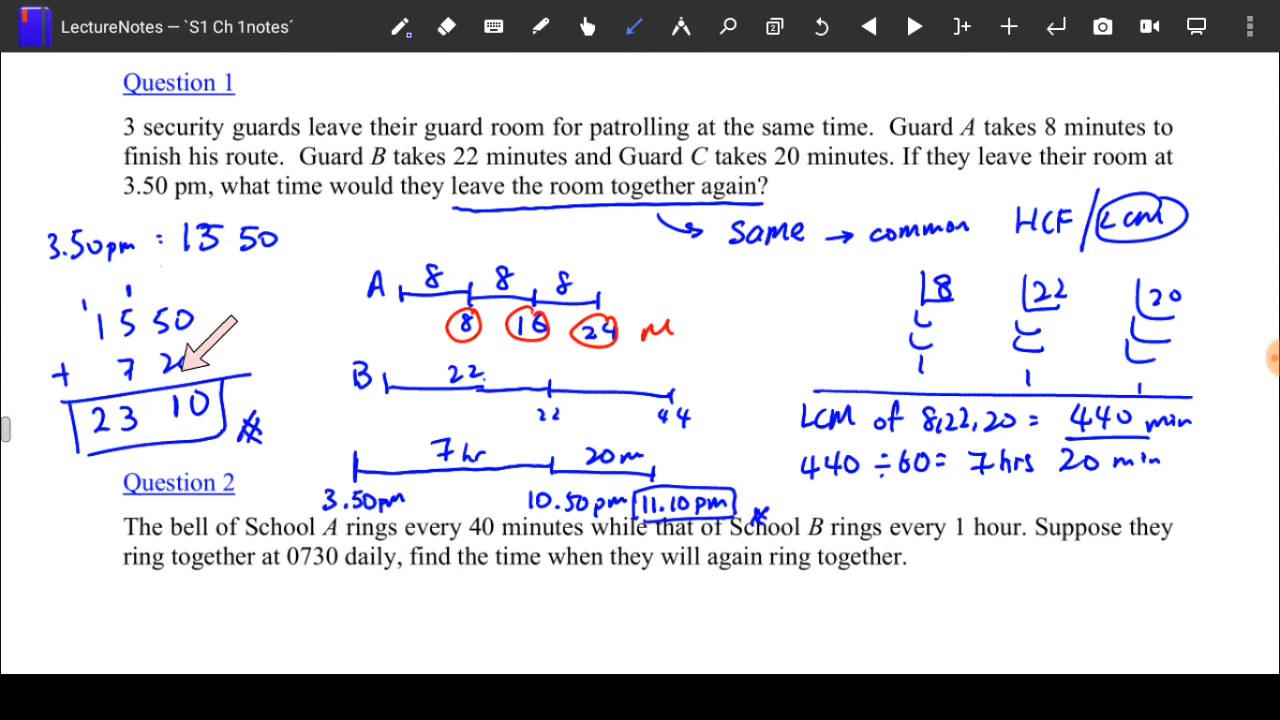 LectureNotes — `S1 Ch 1notes´
Question 1
3 security guards leave their guard room for patrolling at the same time. Guard A takes 8 minutes to
finish his route. Guard B takes 22 minutes and Guard C takes 20 minutes. If they leave their room at
3.50 pm, what time would they leave the room together again?
same → common HCF/LCM
3.50pm : 15 50
1 1
15 50
+ 7 20
23 10
A 8 8 8
8 16 24
B 22
22 44
7hr 20m
3.50pm 10.50pm 11.10pm
8 22 20
1 1 1
LCM of 8,22,20 = 440 min
440 ÷60= 7hrs 20 min
Question 2
The bell of School A rings every 40 minutes while that of School B rings every 1 hour. Suppose they
ring together at 0730 daily, find the time when they will again ring together.